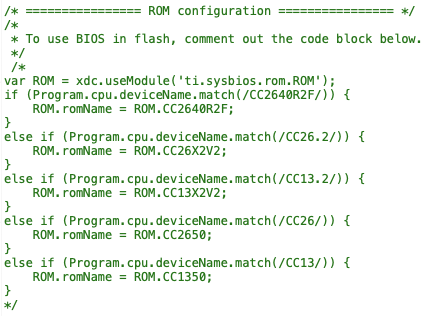 /* ================ ROM configuration ================ */
/*
 * To use BIOS in flash, comment out the code block below.
 */
 /*
var ROM = xdc.useModule('ti.sysbios.rom.ROM');
if (Program.cpu.deviceName.match(/CC2640R2F/)) {
    ROM.romName = ROM.CC2640R2F;
}
else if (Program.cpu.deviceName.match(/CC26.2/)) {
    ROM.romName = ROM.CC26X2V2;
}
else if (Program.cpu.deviceName.match(/CC13.2/)) {
    ROM.romName = ROM.CC13X2V2;
}
else if (Program.cpu.deviceName.match(/CC26/)) {
    ROM.romName = ROM.CC2650;
}
else if (Program.cpu.deviceName.match(/CC13/)) {
    ROM.romName = ROM.CC1350;
}
*/